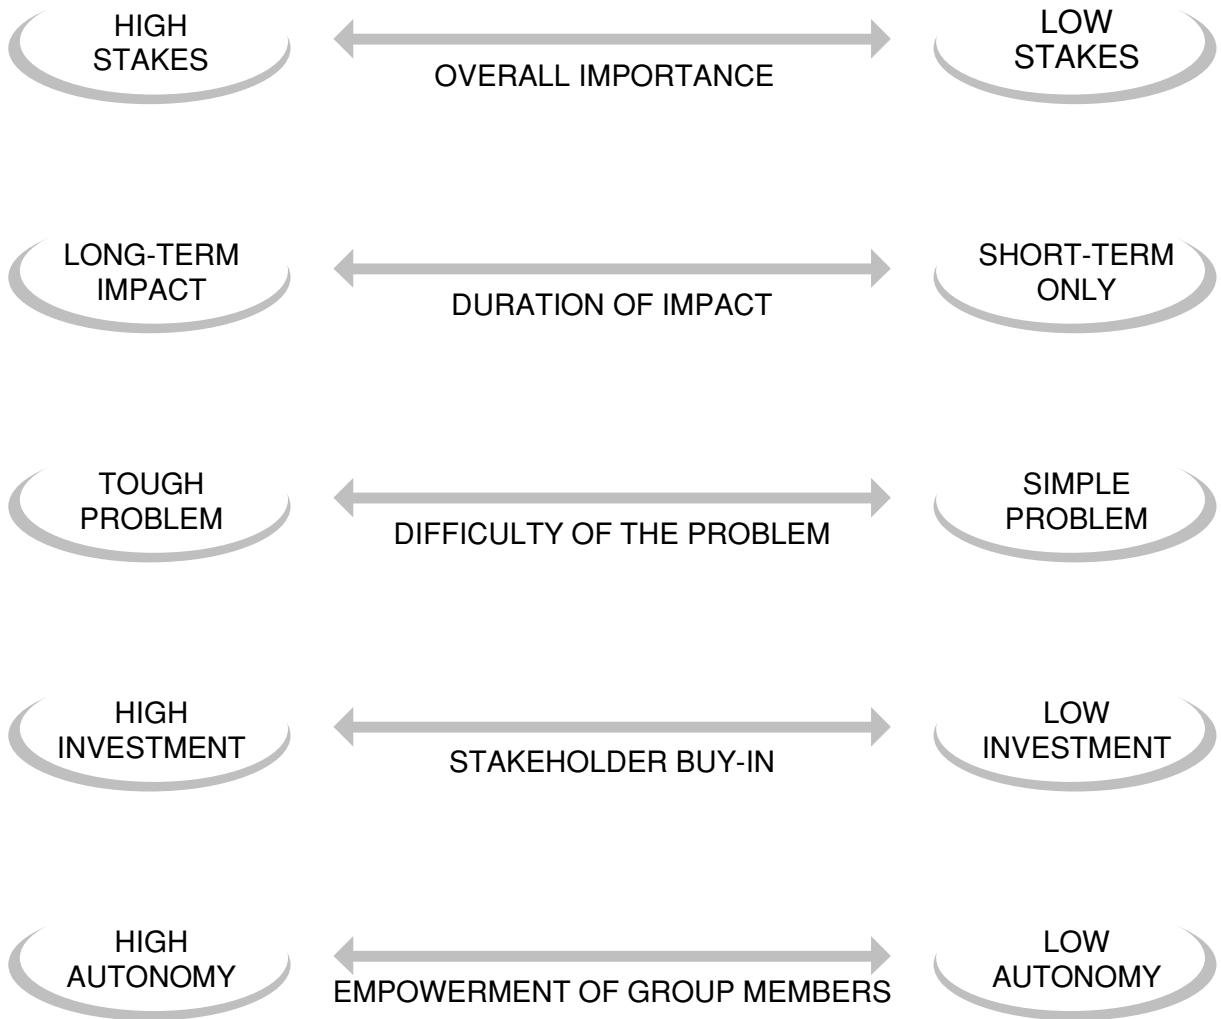 HIGH
STAKES
OVERALL IMPORTANCE
LOW
STAKES
LONG-TERM
IMPACT
DURATION OF IMPACT
SHORT-TERM
ONLY
TOUGH
PROBLEM
DIFFICULTY OF THE PROBLEM
SIMPLE
PROBLEM
HIGH
INVESTMENT
STAKEHOLDER BUY-IN
LOW
INVESTMENT
HIGH
AUTONOMY
EMPOWERMENT OF GROUP MEMBERS
LOW
AUTONOMY